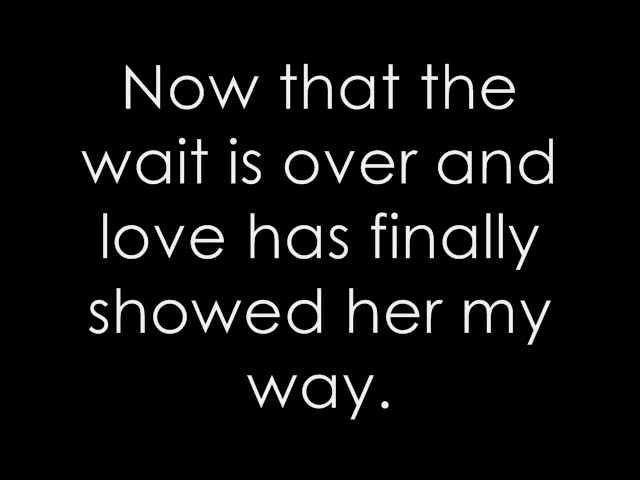 Now that the
wait is over and
love has finally
showed her my
way.